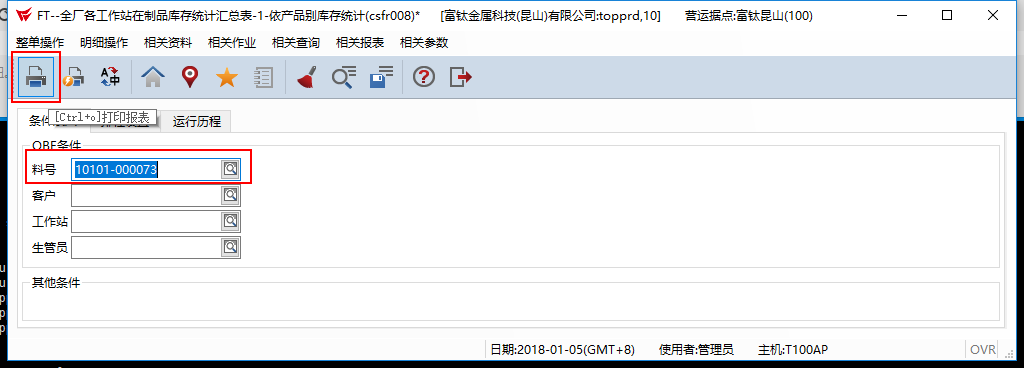 FT--全厂各工作站在制品库存统计汇总表-1-依产品别库存统计(csfr008)* [富钛金属科技(昆山)有限公司:topprd,10] 营运据点:富钛昆山(100)
整单操作 明细操作 相关资料 相关作业 相关查询 相关报表 相关参数
[Ctrl+o]打印报表
运行历程
QBE条件
料号 10101-000073
客户
工作站
生管员
其他条件
日期:2018-01-05(GMT+8) 使用者:管理员 主机:T100AP OVR